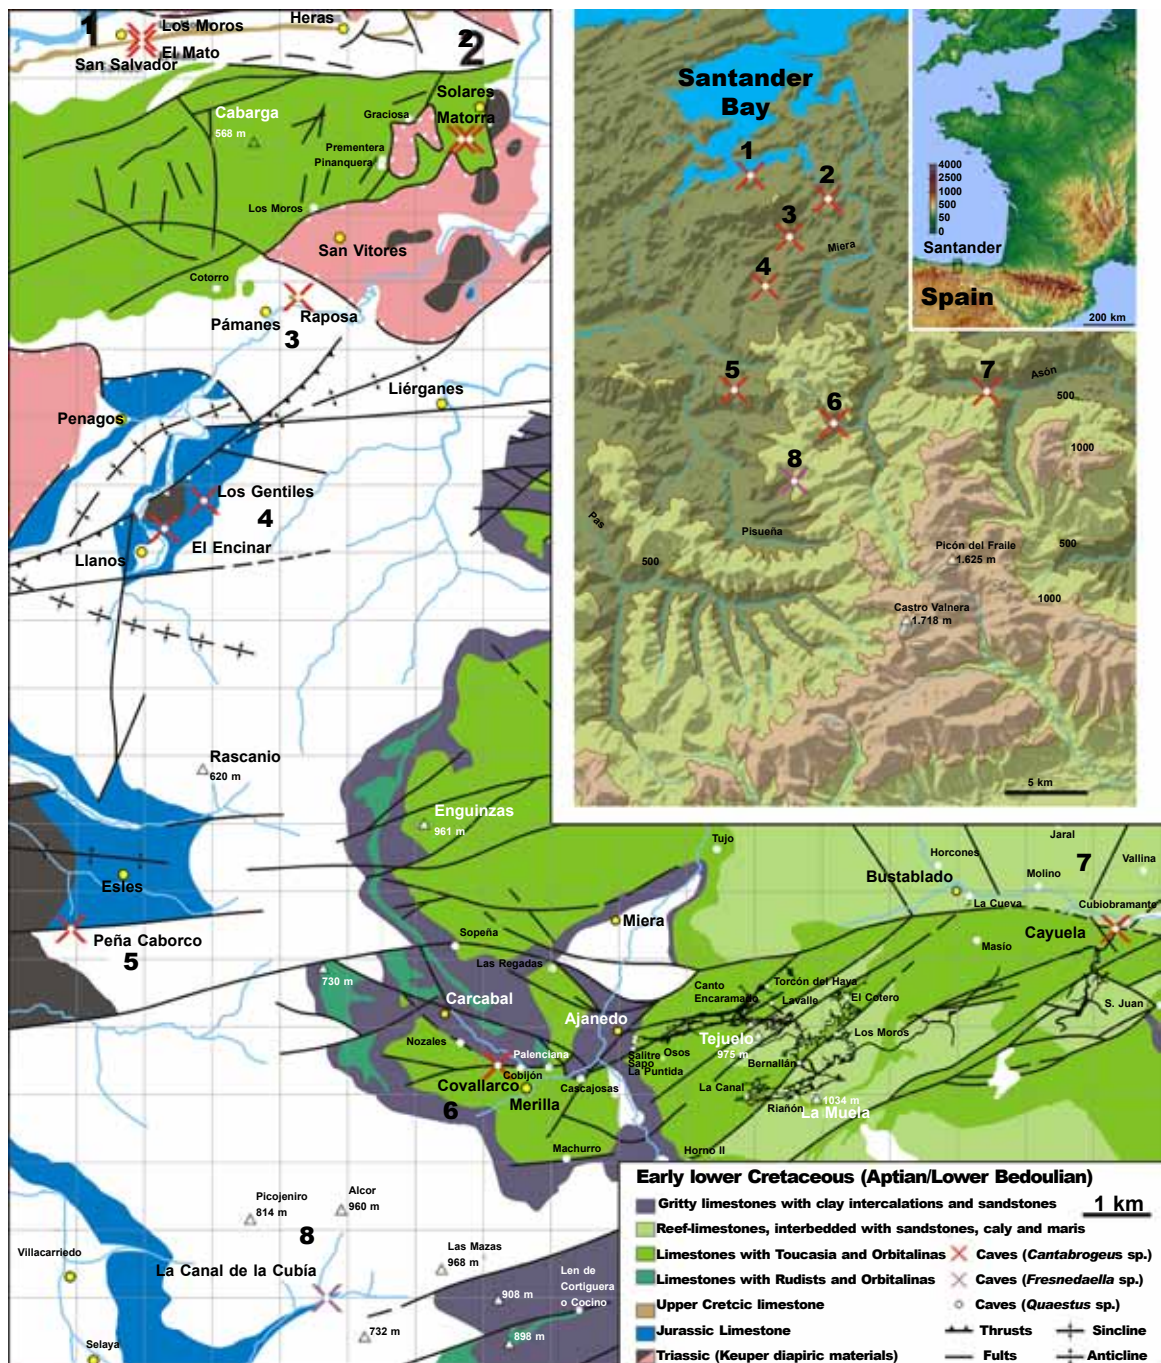 1
Los Moros
El Mato
San Salvador
Heras
2
Cabarga
568 m
Solares
Graciosa
Matorra
Prementera
Pinanquera
Los Moros
San Vitores
Cotorro
Pámanes
Raposa
3
Penagos
Liérganes
Los Gentiles
4
El Encinar
Llanos
Rascanio
620 m
Enguinzas
961 m
Esles
Peña Caborco
5
730 m
Sopeña
Las Regadas
Miera
Carcabal
Ajanedo
Nozales
Palenciana
Cobijón
Covallarco
6
Merilla
Cascajosas
Machurro
Tujo
Canto
Encaramado
Torcón del Haya
Lavalle
El Cotero
Tejuelo
975 m
Los Moros
Salitre
Osos
Sapo
La Puntida
Bernallán
La Canal
Riañón
1034 m
La Muela
Horno II
Jaral
7
Horcones
Vallina
Molino
Bustablado
La Cueva
Cubiobramante
Cayuela
Masio
S. Juan
Picojeniro
814 m
Alcor
960 m
8
Villacarriedo
La Canal de la Cubía
Las Mazas
968 m
Len de
Cortiguera
o Cocino
908 m
732 m
898 m
Selaya
Santander
Bay
1
2
3
Miera
4
5
6
7
Asón
500
1000
8
Pas
Pisueña
500
Picón del Fraile
1.625 m
500
1000
Castro Valnera
1.718 m
5 km
4000
2500
1000
500
50
0
Santander
Spain
200 km
Early lower Cretaceous (Aptian/Lower Bedoulian)
Gritty limestones with clay intercalations and sandstones
1 km
Reef-limestones, interbedded with sandstones, caly and maris
Limestones with Toucasia and Orbitalinas
Caves (Cantabrogeus sp.)
Limestones with Rudists and Orbitalinas
Caves (Fresnedaella sp.)
Upper Cretcic limestone
Caves (Quaestus sp.)
Jurassic Limestone
Thrusts
Sincline
Triassic (Keuper diapiric materials)
Fults
Anticline